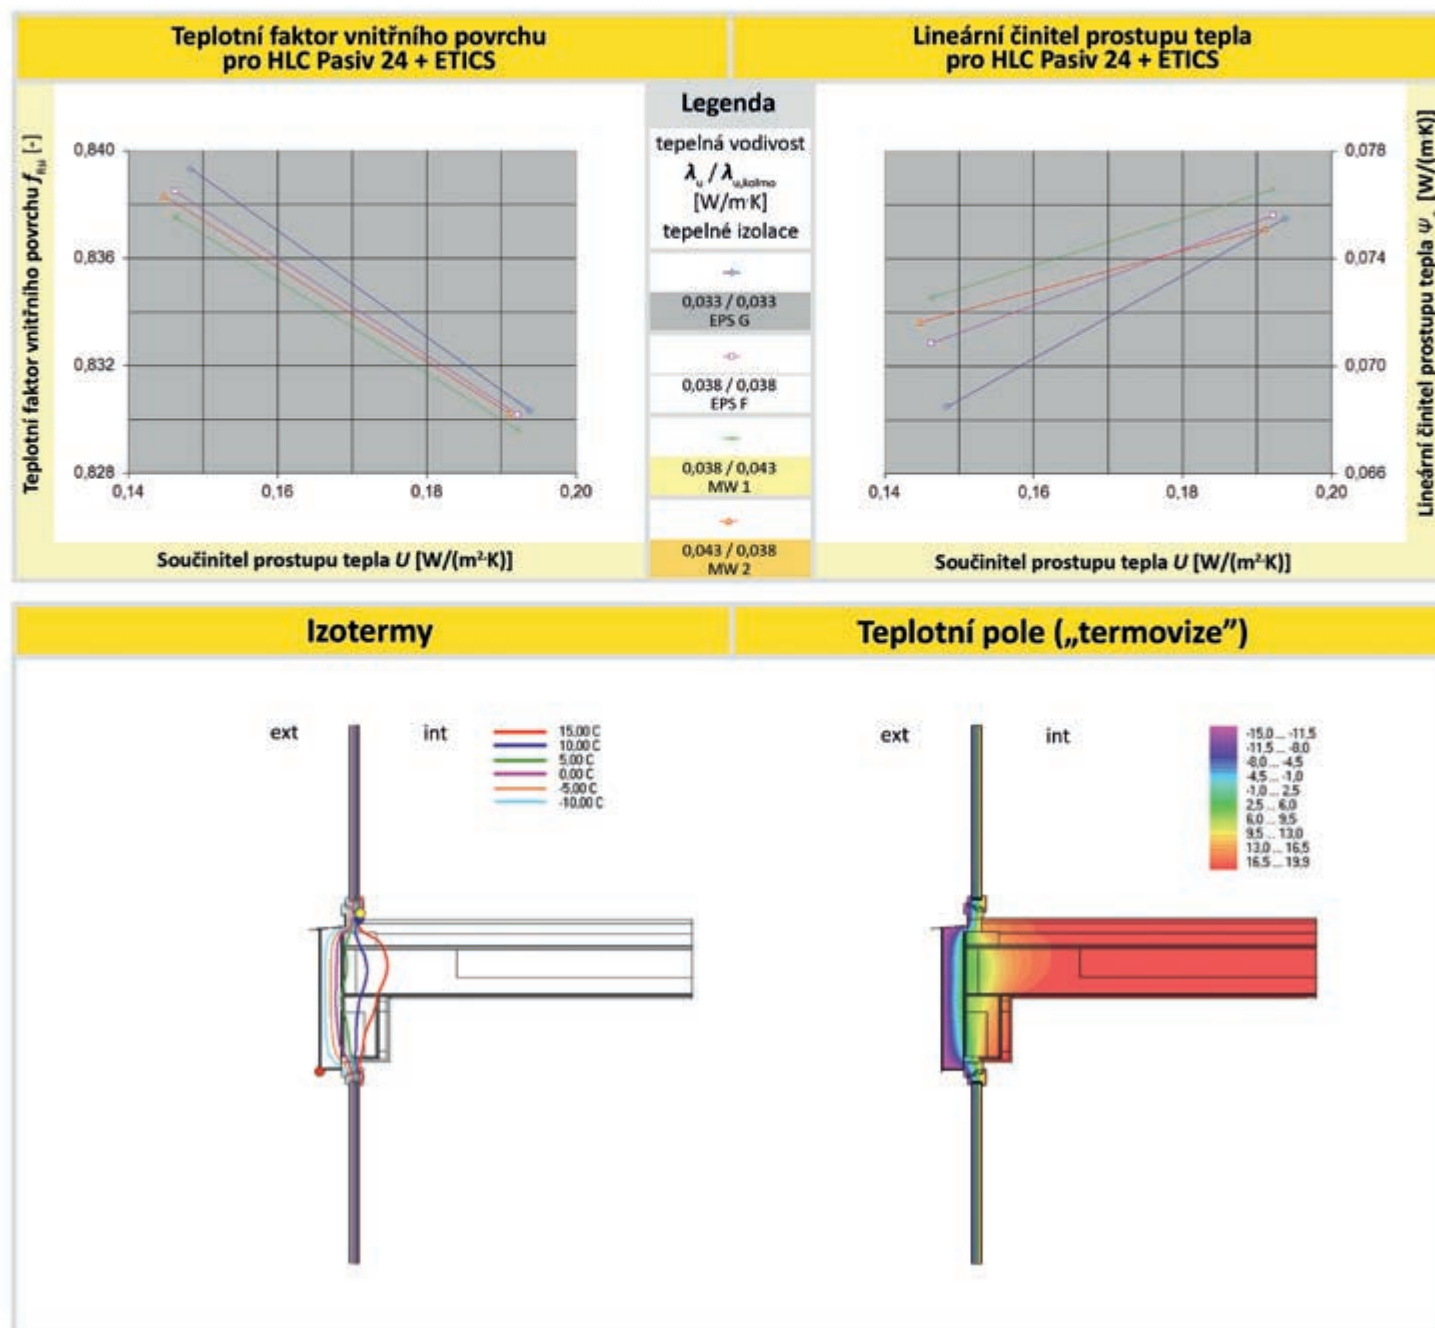 Teplotní faktor vnitřního povrchu
pro HLC Pasiv 24 + ETICS
Lineární činitel prostupu tepla
pro HLC Pasiv 24 + ETICS
Teplotní faktor vnitřního povrchu f [-]
0,840
0,836
0,832
0,828
0,14
0,16
0,18
0,20
Součinitel prostupu tepla U [W/(m²·K)]
Legenda
tepelná vodivost
λu / λu,kolmo
[W/m·K]
tepelné izolace
0,033 / 0,033
EPS G
0,038 / 0,038
EPS F
0,038 / 0,043
MW 1
0,043 / 0,038
MW 2
0,078
0,074
0,070
0,066
0,14
0,16
0,18
0,20
Součinitel prostupu tepla U [W/(m²·K)]
Lineární činitel prostupu tepla Ψ [W/(m·K)]
Izotermy
Teplotní pole („termovize”)
ext
int
15,00 C
10,00 C
5,00 C
0,00 C
-5,00 C
-10,00 C
ext
int
-15,0 ... -11,5
-11,5 ... -8,0
-8,0 ... -4,5
-4,5 ... -1,0
-1,0 ... 2,5
2,5 ... 6,0
6,0 ... 9,5
9,5 ... 13,0
13,0 ... 16,5
16,5 ... 19,9